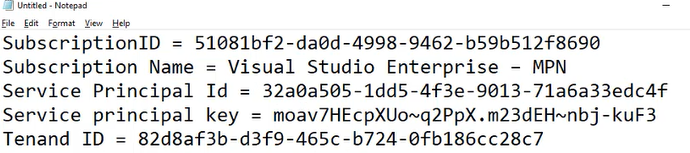 Untitled - Notepad
File Edit Format View Help
SubscriptionID = 51081bf2-da0d-4998-9462-b59b512f8690
Subscription Name = Visual Studio Enterprise – MPN
Service Principal Id = 32a0a505-1dd5-4f3e-9013-71a6a33edc4f
Service principal key = moav7HEcpXUo~q2PpX.m23dEH~nbj-kuF3
Tenand ID = 82d8af3b-d3f9-465c-b724-0fb186cc28c7